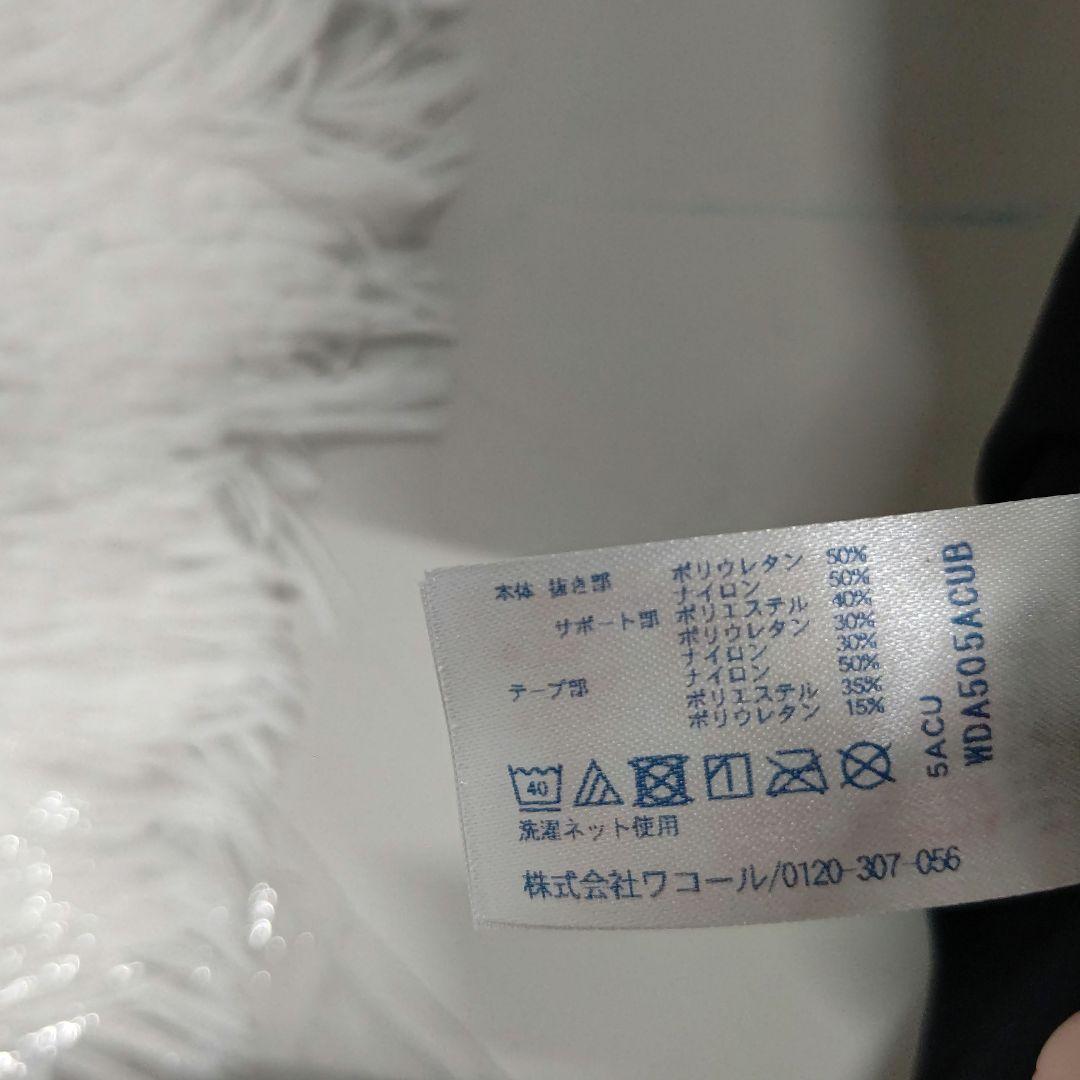 本体 抜き部 ポリウレタン 50%
ナイロン 50%
サポート部 ポリエステル 40%
ポリウレタン 30%
ナイロン 30%
テープ部 ナイロン 50%
ポリエステル 35%
ポリウレタン 15%
40
洗濯ネット使用
株式会社ワコール/0120-307-056
5ACU
WDA505ACUB